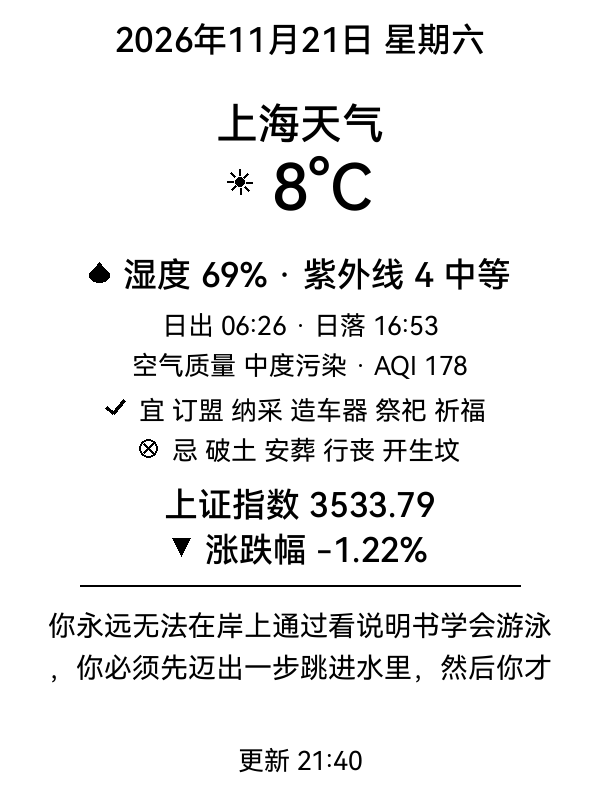 2026年11月21日 星期六
上海天气
8°C
湿度 69% · 紫外线 4 中等
日出 06:26 · 日落 16:53
空气质量 中度污染 · AQI 178
宜 订盟 纳采 造车器 祭祀 祈福
忌 破土 安葬 行丧 开生坟
上证指数 3533.79
▼ 涨跌幅 -1.22%
你永远无法在岸上通过看说明书学会游泳
，你必须先迈出一步跳进水里，然后你才
更新 21:40